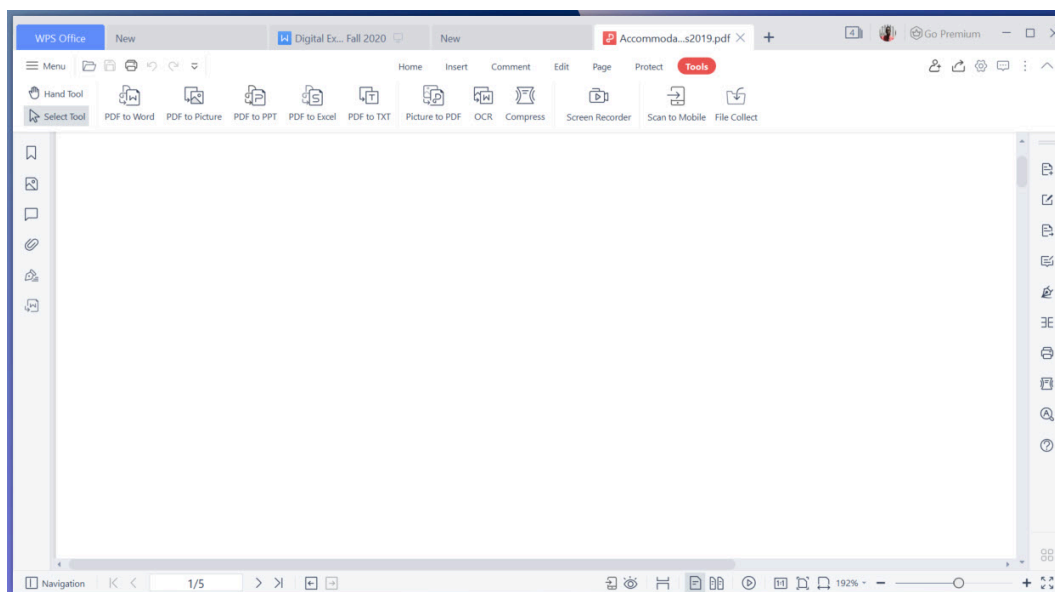 WPS Office New Digital Ex... Fall 2020 New Accommoda...s2019.pdf 4 Go Premium
Menu Home Insert Comment Edit Page Protect Tools
Hand Tool
Select Tool PDF to Word PDF to Picture PDF to PPT PDF to Excel PDF to TXT Picture to PDF OCR Compress Screen Recorder Scan to Mobile File Collect
Navigation 1/5 192%